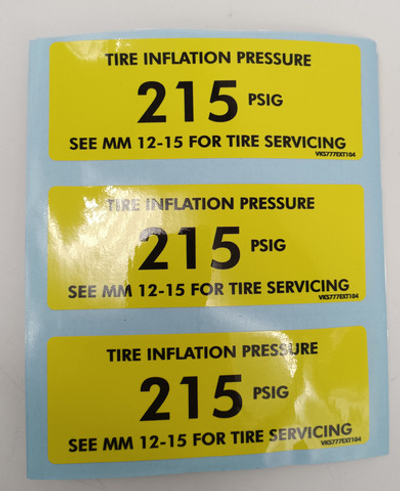 TIRE INFLATION PRESSURE
215 PSIG
SEE MM 12-15 FOR TIRE SERVICING
VKS777EXT104
TIRE INFLATION PRESSURE
215 PSIG
SEE MM 12-15 FOR TIRE SERVICING
VKS777EXT104
TIRE INFLATION PRESSURE
215 PSIG
SEE MM 12-15 FOR TIRE SERVICING
VKS777EXT104